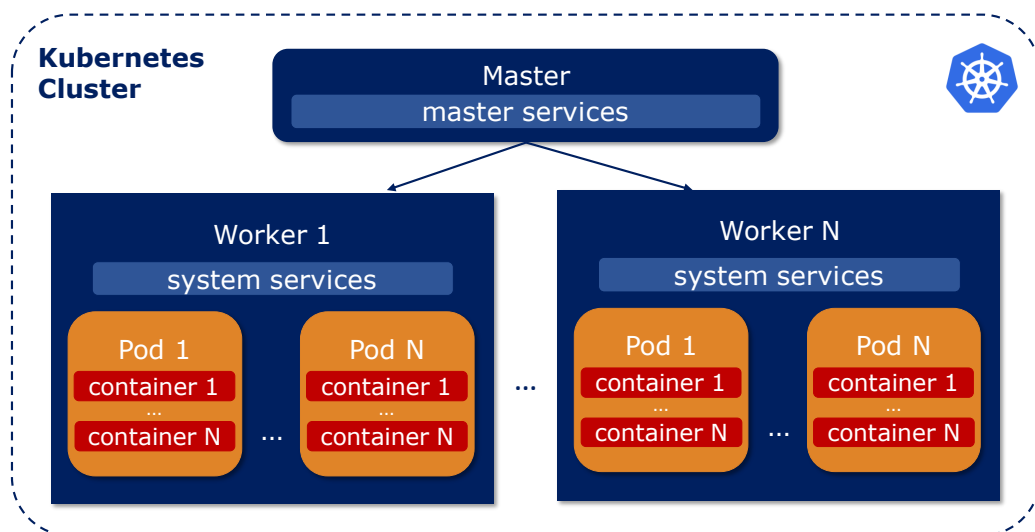 Kubernetes
Cluster
Master
master services
Worker 1
system services
Pod 1
container 1
...
container N
...
Pod N
container 1
...
container N
...
Worker N
system services
Pod 1
container 1
...
container N
...
Pod N
container 1
...
container N